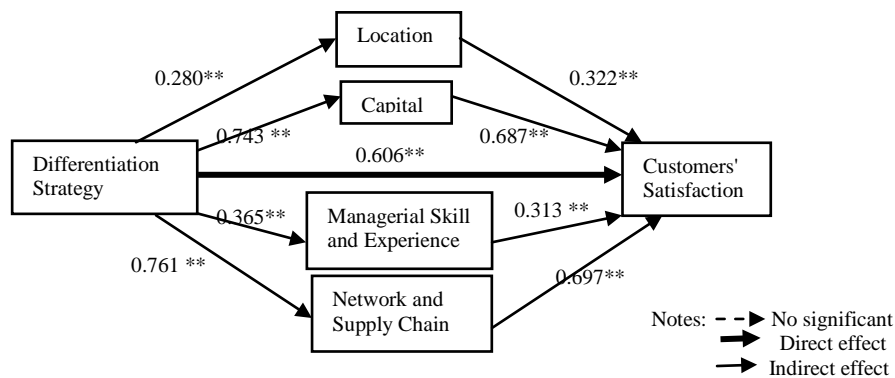 Location
0.280**
0.322**
Capital
0.743 **
0.687**
0.606**
Differentiation
Strategy
Customers'
Satisfaction
0.365**
Managerial Skill
and Experience
0.313 **
0.761 **
0.697**
Network and
Supply Chain
Notes: No significant
Direct effect
Indirect effect